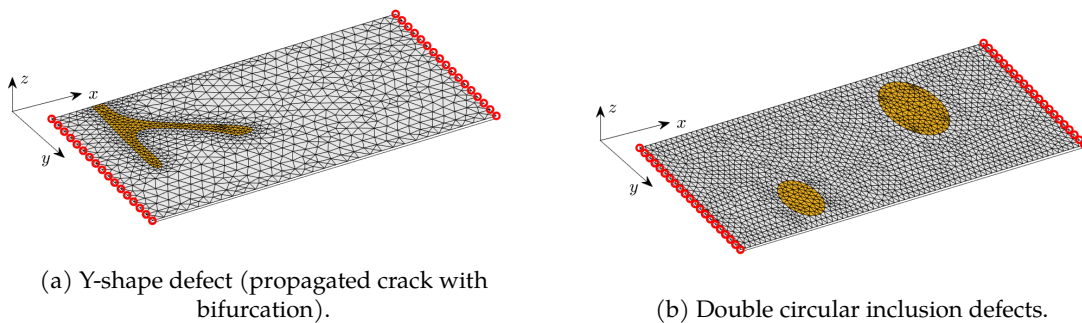 z
x
y
z
x
y
(a) Y-shape defect (propagated crack with
bifurcation).
(b) Double circular inclusion defects.